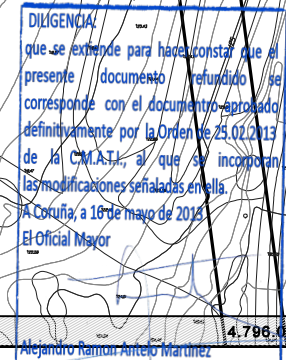 DILIGENCIA.
que se extiende para hacer constar que el
presente documento refundido se
corresponde con el documentro aprobado
definitivamente por la Orden de 25.02.2013
de la C.M.A.T.I., al que se incorporan
las modificaciones señaladas en ella.
A Coruña, a 16 de mayo de 2013
El Oficial Mayor
4.796.0
Alejandro Ramón Antelo Martínez